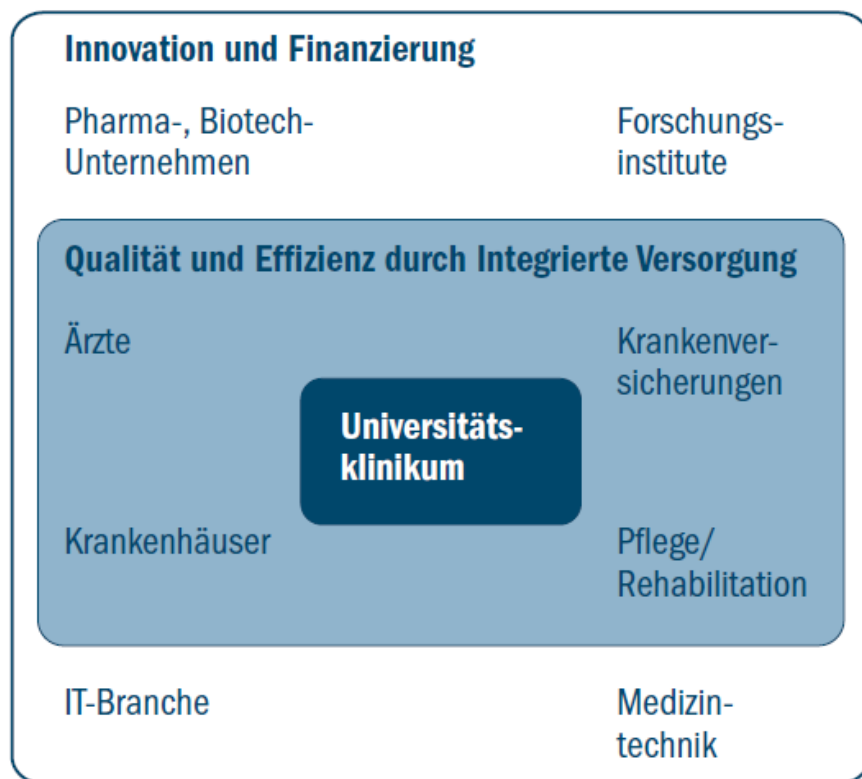 Innovation und Finanzierung
Pharma-, Biotech-
Unternehmen
Forschungs-
institute
Qualität und Effizienz durch Integrierte Versorgung
Ärzte
Krankenver-
sicherungen
Universitäts-
klinikum
Krankenhäuser
Pflege/
Rehabilitation
IT-Branche
Medizin-
technik